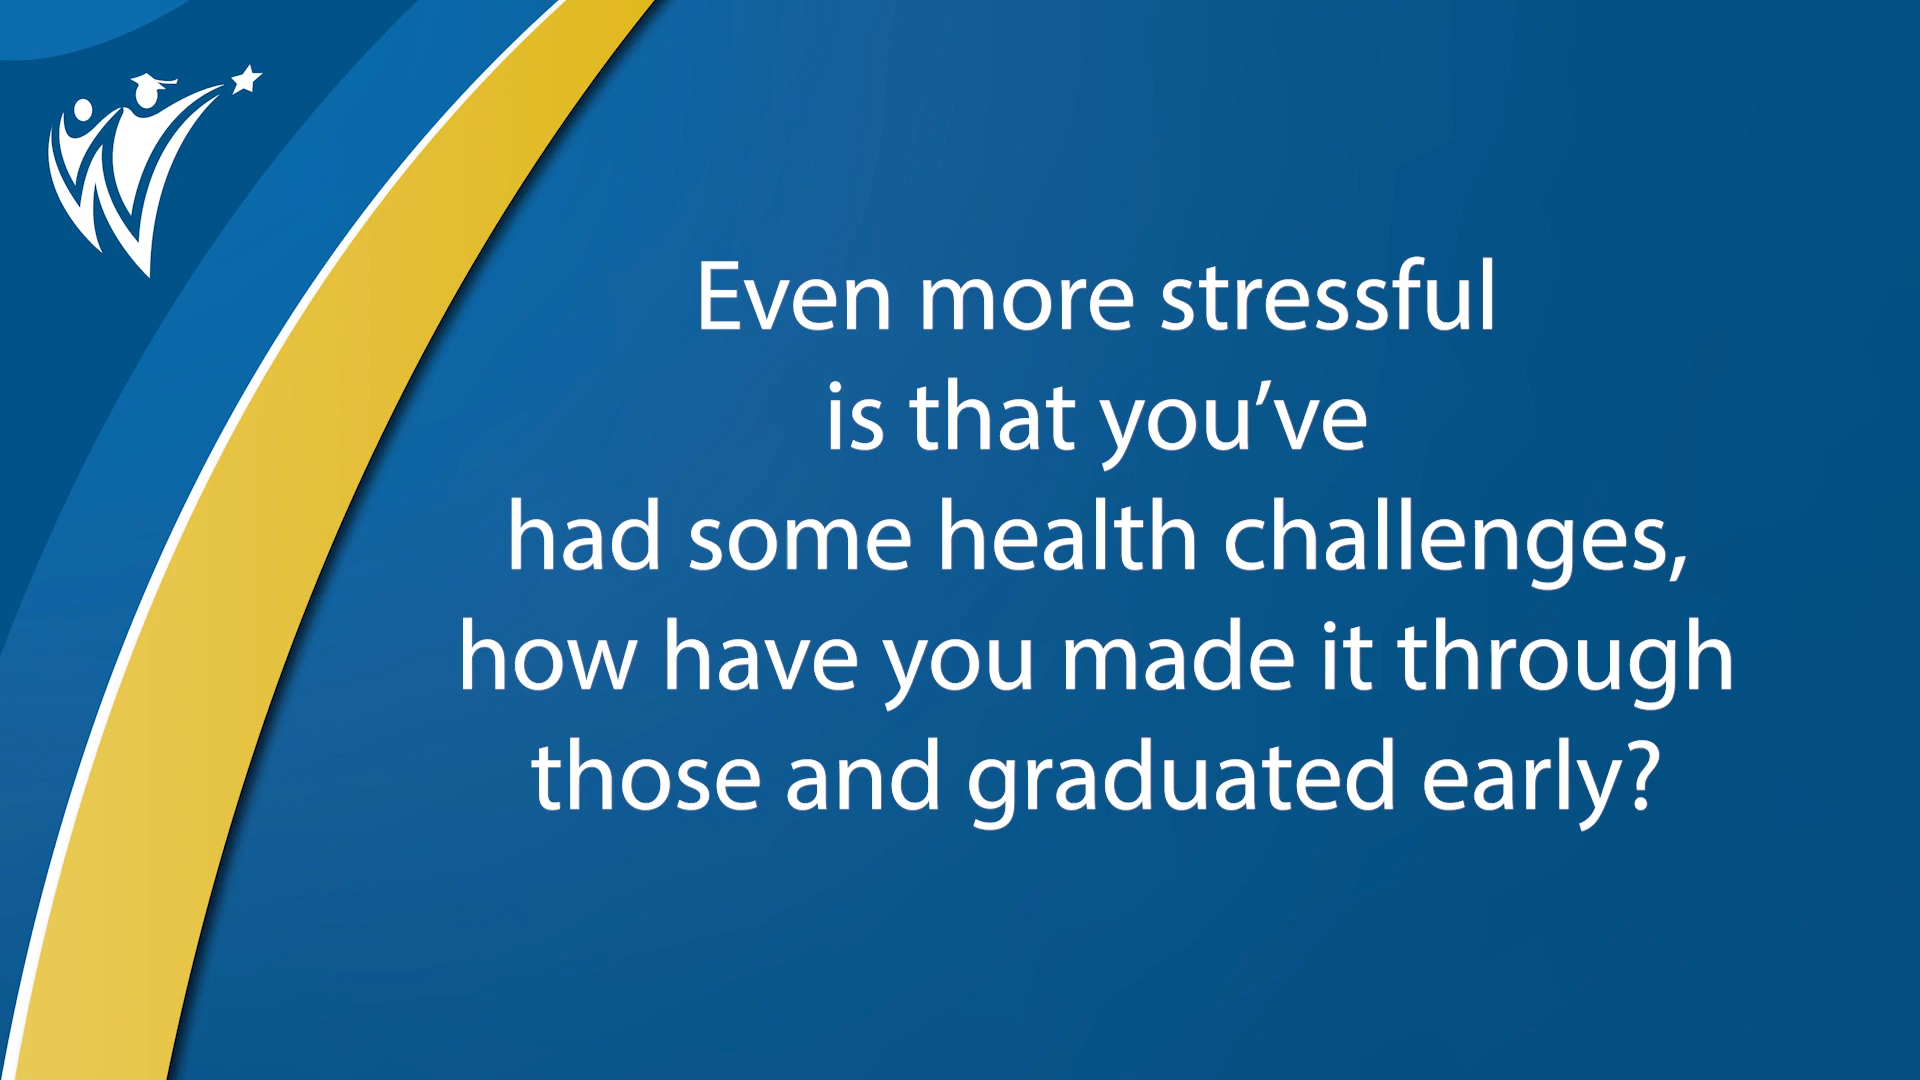 Even more stressful
is that you’ve
had some health challenges,
how have you made it through
those and graduated early?